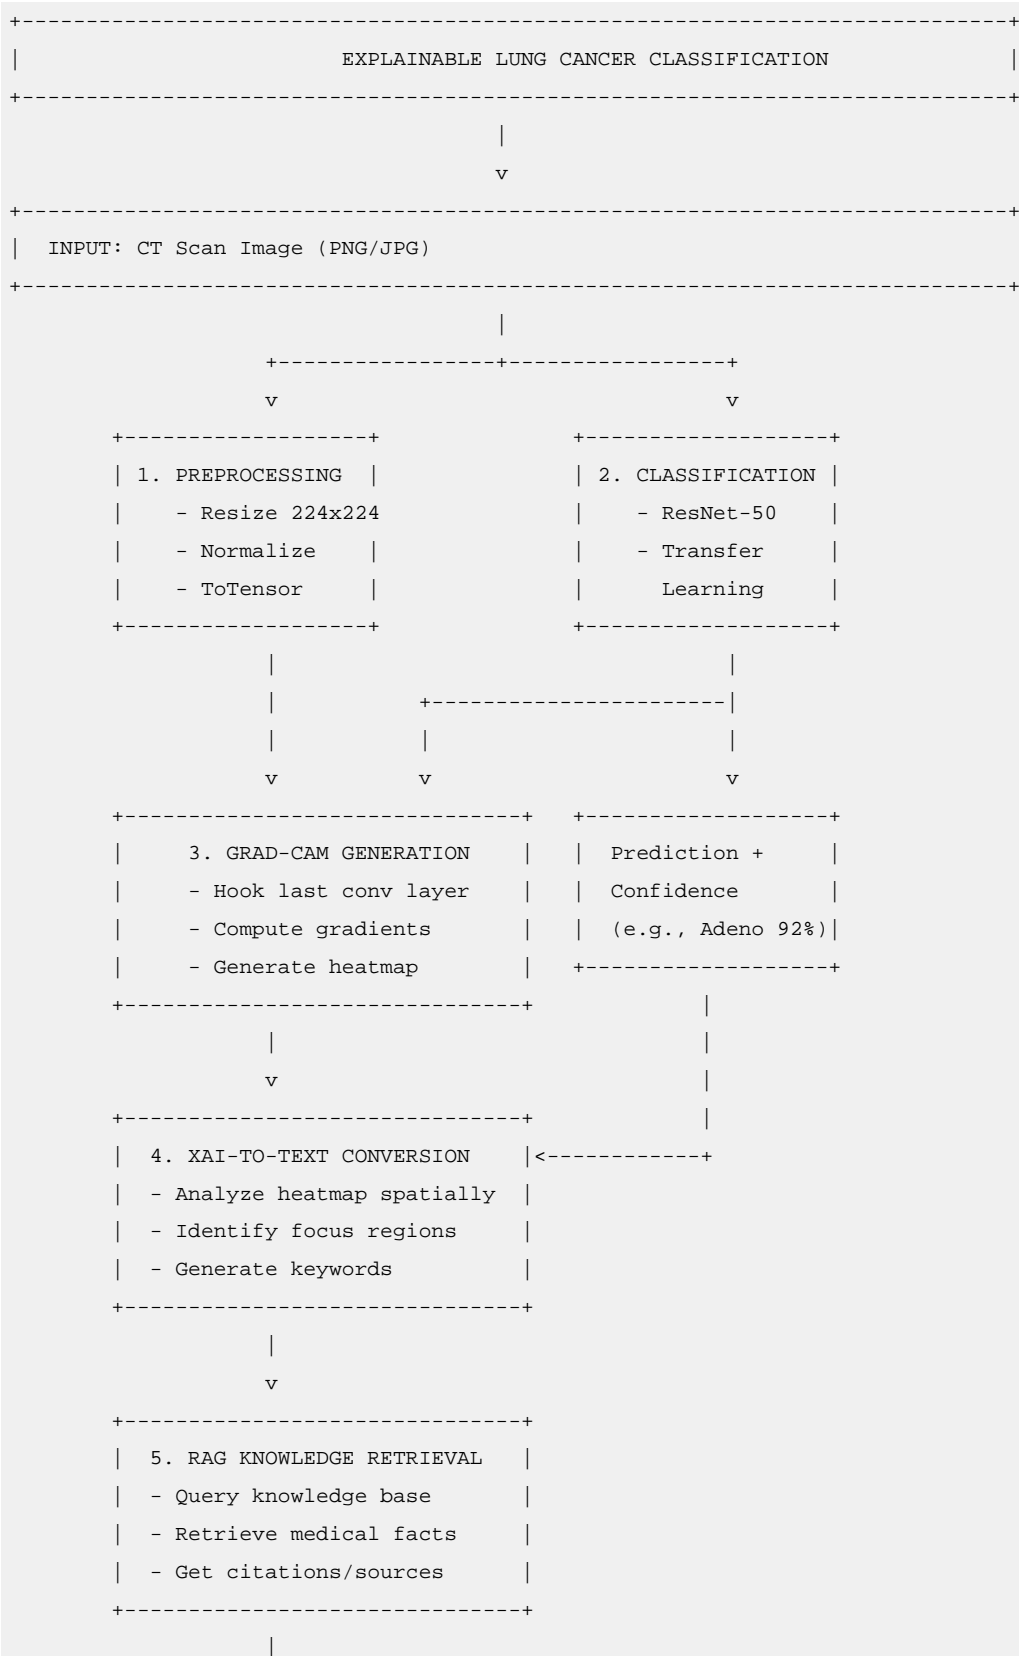 +-----------------------------------------------------------------------------+
|                         EXPLAINABLE LUNG CANCER CLASSIFICATION              |
+-----------------------------------------------------------------------------+
                                      |
                                      v
+-----------------------------------------------------------------------------+
|  INPUT: CT Scan Image (PNG/JPG)
+-----------------------------------------------------------------------------+
                                      |
                    +-----------------+-----------------+
                    v                                   v
        +-------------------+               +-------------------+
        | 1. PREPROCESSING  |               | 2. CLASSIFICATION |
        |    - Resize 224x224               |    - ResNet-50    |
        |    - Normalize    |               |    - Transfer     |
        |    - ToTensor     |               |      Learning     |
        +-------------------+               +-------------------+
                    |                                   |
                    |           +-----------------------|
                    |           |                       |
                    v           v                       v
        +-------------------------------+   +-------------------+
        |     3. GRAD-CAM GENERATION    |   |  Prediction +     |
        |     - Hook last conv layer    |   |  Confidence       |
        |     - Compute gradients       |   |  (e.g., Adeno 92%)|
        |     - Generate heatmap        |   +-------------------+
        +-------------------------------+             |
                    |                                 |
                    v                                 |
        +-------------------------------+             |
        |  4. XAI-TO-TEXT CONVERSION    |<------------+
        |  - Analyze heatmap spatially  |
        |  - Identify focus regions     |
        |  - Generate keywords          |
        +-------------------------------+
                    |
                    v
        +-------------------------------+
        |  5. RAG KNOWLEDGE RETRIEVAL   |
        |  - Query knowledge base       |
        |  - Retrieve medical facts     |
        |  - Get citations/sources      |
        +-------------------------------+
                    |